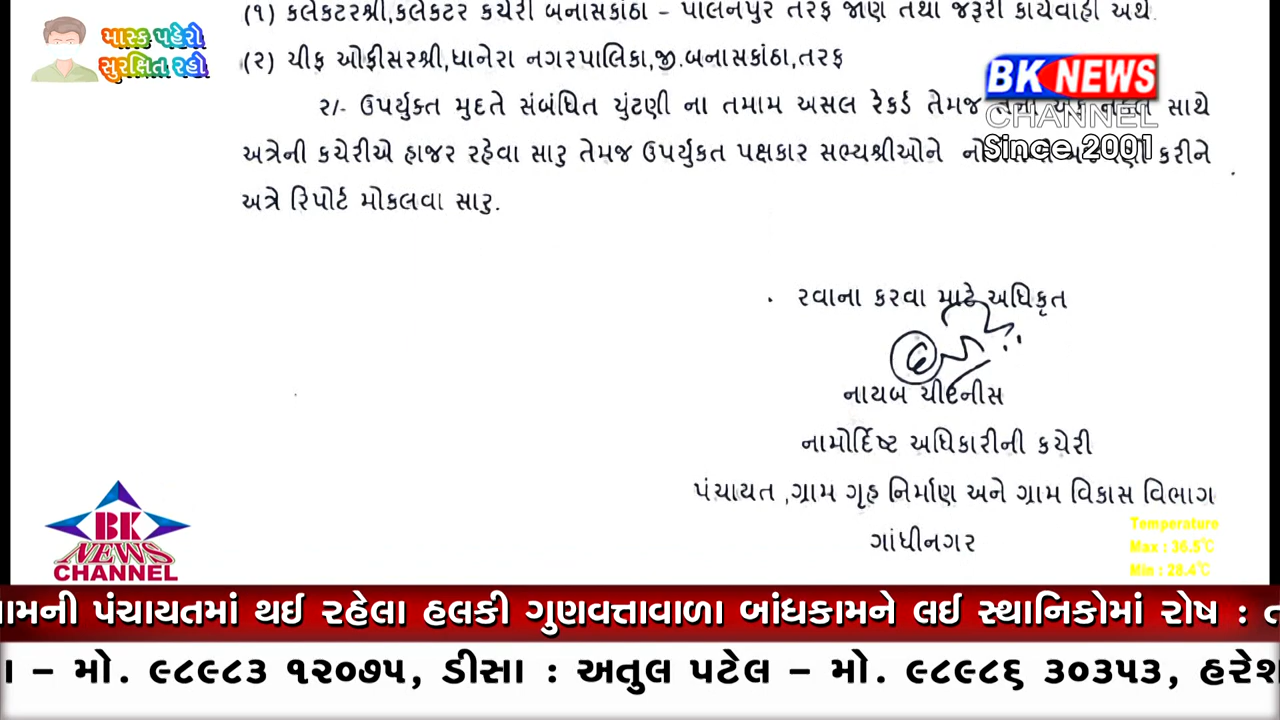 (૧) કલેકટરશ્રી,કલેકટર કચેરી બનાસકાંઠા – પાલનપુર તરફ જાણ તથા જરૂરી કાર્યવાહી અર્થે.
માસ્ક પહેરો
સુરક્ષિત રહો
(૨) ચીફ ઓફીસરશ્રી,ધાનેરા નગરપાલિકા,જી.બનાસકાંઠા,તરફ
BK NEWS
CHANNEL
Since 2001
૨/- ઉપર્યુક્ત મુદતે સંબંધિત ચુંટણી ના તમામ અસલ રેકર્ડ તેમજ સાથે
અત્રેની કચેરીએ હાજર રહેવા સારુ તેમજ ઉપર્યુકત પક્ષકાર સભ્યશ્રીઓને કરીને
અત્રે રિપોર્ટ મોકલવા સારુ.
રવાના કરવા માટે અધિકૃત
નાયબ ચીટનીસ
નામોર્દિષ્ટ અધિકારીની કચેરી
પંચાયત ,ગ્રામ ગૃહ નિર્માણ અને ગ્રામ વિકાસ વિભાગ
ગાંધીનગર
BK
NEWS
CHANNEL
Temperature
Max : 36.5℃
Min : 28.4℃
ામની પંચાયતમાં થઈ રહેલા હલકી ગુણવત્તાવાળા બાંધકામને લઈ સ્થાનિકોમાં રોષ :
– મો. ૯૮૯૮૩ ૧૨૦૭૫, ડીસા : અતુલ પટેલ – મો. ૯૮૯૮૬ ૩૦૩૫૩, હરેશ